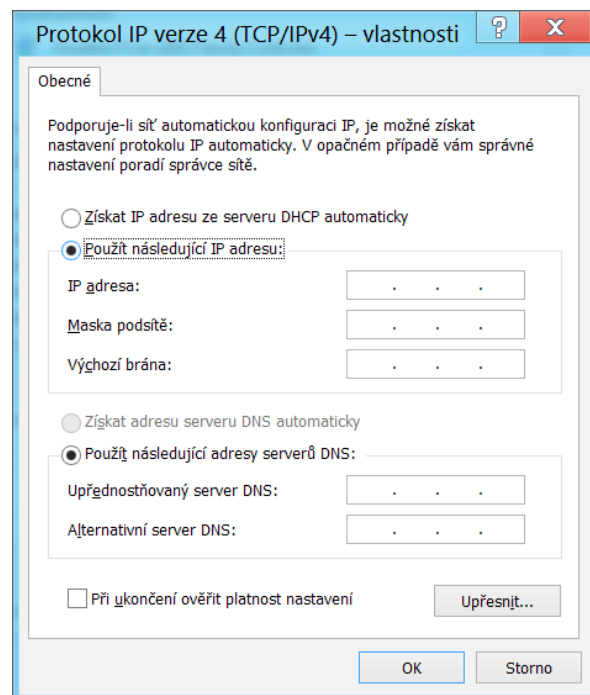 Protokol IP verze 4 (TCP/IPv4) – vlastnosti
Obecné
Podporuje-li síť automatickou konfiguraci IP, je možné získat
nastavení protokolu IP automaticky. V opačném případě vám správné
nastavení poradí správce sítě.
Získat IP adresu ze serveru DHCP automaticky
Použít následující IP adresu:
IP adresa:
Maska podsítě:
Výchozí brána:
Získat adresu serveru DNS automaticky
Použít následující adresy serverů DNS:
Upřednostňovaný server DNS:
Alternativní server DNS:
Při ukončení ověřit platnost nastavení
Upřesnit...
OK
Storno